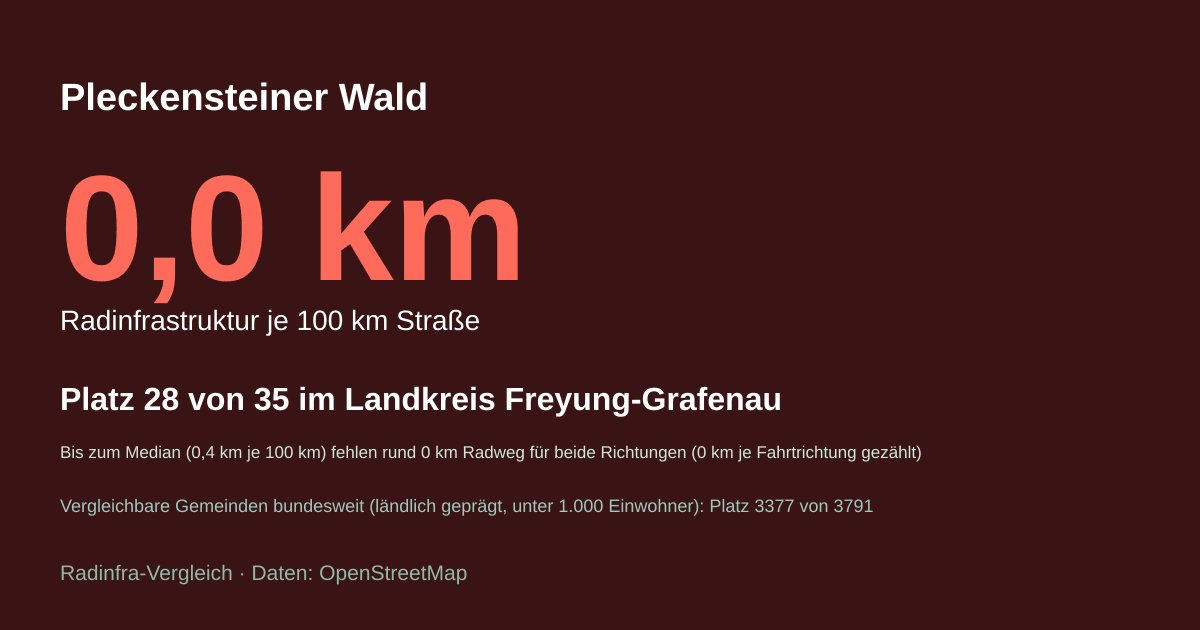 Pleckensteiner Wald
0,0 km
Radinfrastruktur je 100 km Straße
Platz 28 von 35 im Landkreis Freyung-Grafenau
Bis zum Median (0,4 km je 100 km) fehlen rund 0 km Radweg für beide Richtungen (0 km je Fahrtrichtung gezählt)
Vergleichbare Gemeinden bundesweit (ländlich geprägt, unter 1.000 Einwohner): Platz 3377 von 3791
Radinfra-Vergleich · Daten: OpenStreetMap